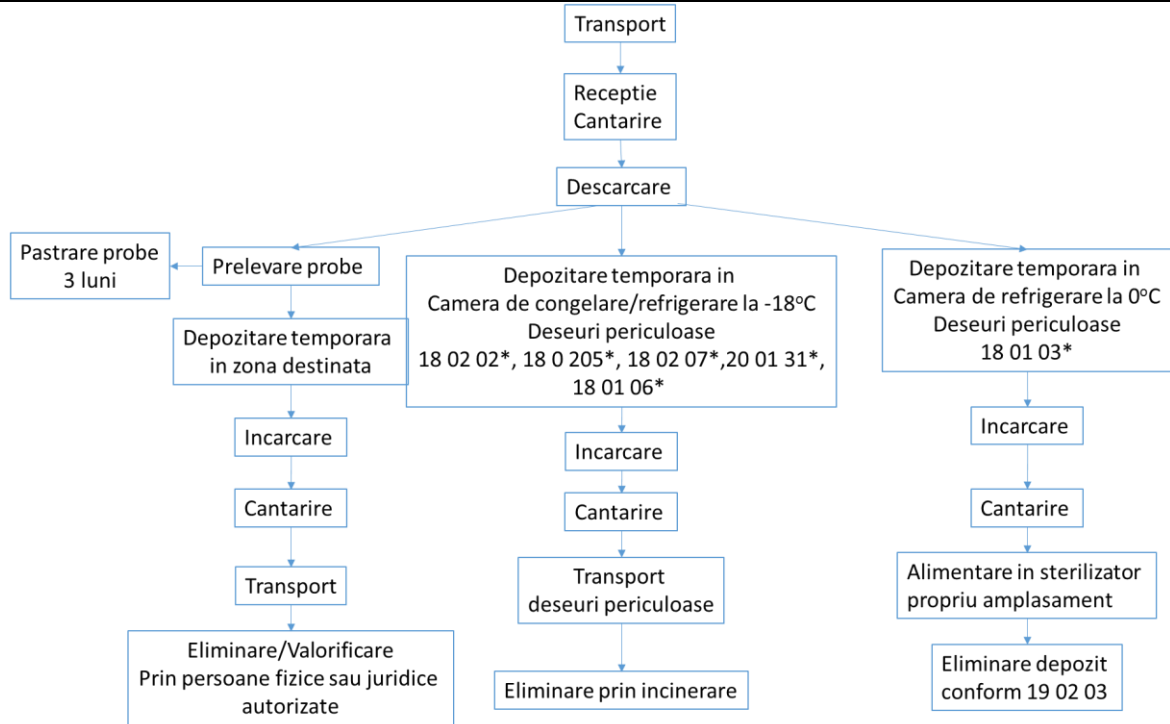 Transport
Receptie
Cantarire
Descarcare
Pastrare probe
3 luni
Prelevare probe
Depozitare temporara
in zona destinata
Incarcare
Cantarire
Transport
Eliminare/Valorificare
Prin persoane fizice sau juridice
autorizate
Depozitare temporara in
Camera de congelare/refrigerare la -18°C
Deseuri periculoase
18 02 02*, 18 0 205*, 18 02 07*,20 01 31*,
18 01 06*
Incarcare
Cantarire
Transport
deseuri periculoase
Eliminare prin incinerare
Depozitare temporara in
Camera de refrigerare la 0°C
Deseuri periculoase
18 01 03*
Incarcare
Cantarire
Alimentare in sterilizator
propriu amplasament
Eliminare depozit
conform 19 02 03